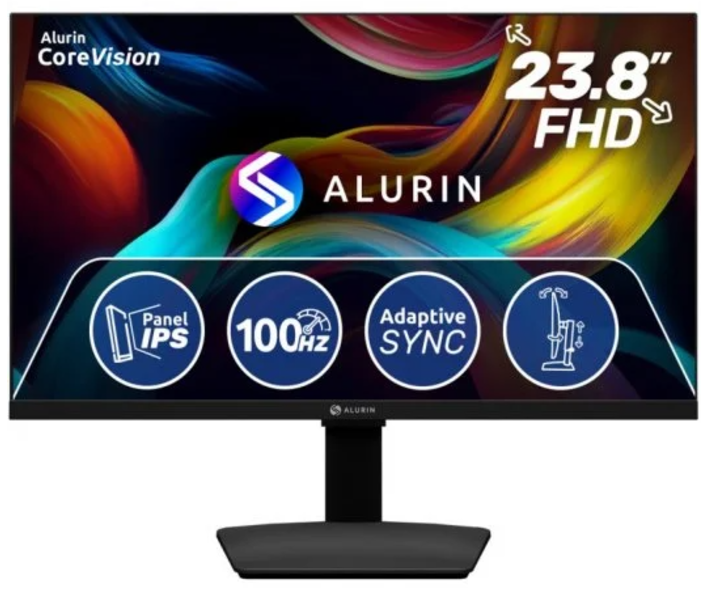 Alurin
CoreVision
23.8"
FHD
ALURIN
Panel
IPS
100HZ
Adaptive
SYNC
ALURIN